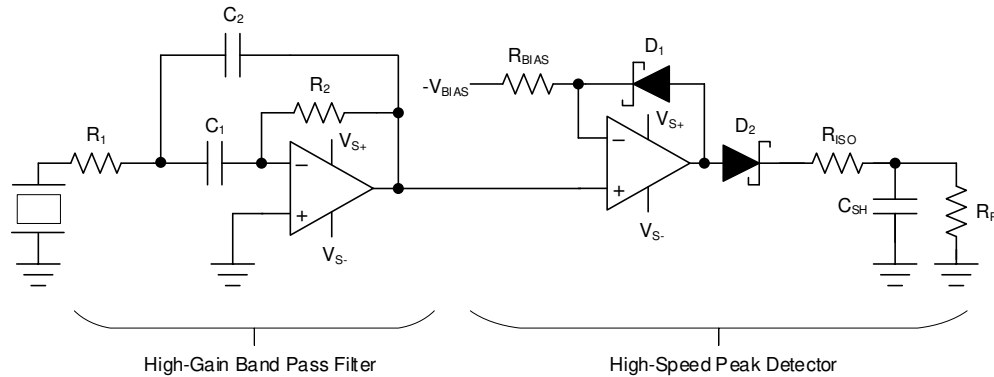 C2
RBIAS
D1
-VBIAS
R2
C1
VS+
VS+
D2
R1
RISO
CSH
VS-
VS-
High-Gain Band Pass Filter
High-Speed Peak Detector